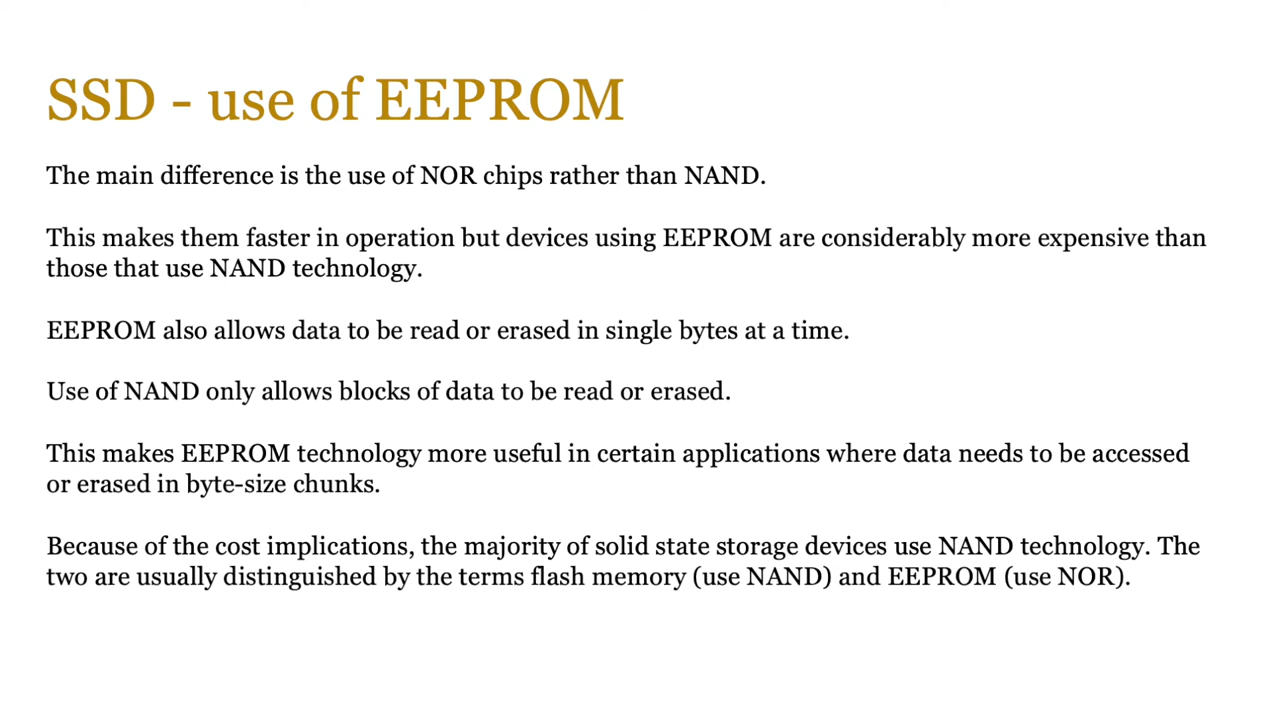 SSD - use of EEPROM
The main difference is the use of NOR chips rather than NAND.
This makes them faster in operation but devices using EEPROM are considerably more expensive than
those that use NAND technology.
EEPROM also allows data to be read or erased in single bytes at a time.
Use of NAND only allows blocks of data to be read or erased.
This makes EEPROM technology more useful in certain applications where data needs to be accessed
or erased in byte-size chunks.
Because of the cost implications, the majority of solid state storage devices use NAND technology. The
two are usually distinguished by the terms flash memory (use NAND) and EEPROM (use NOR).